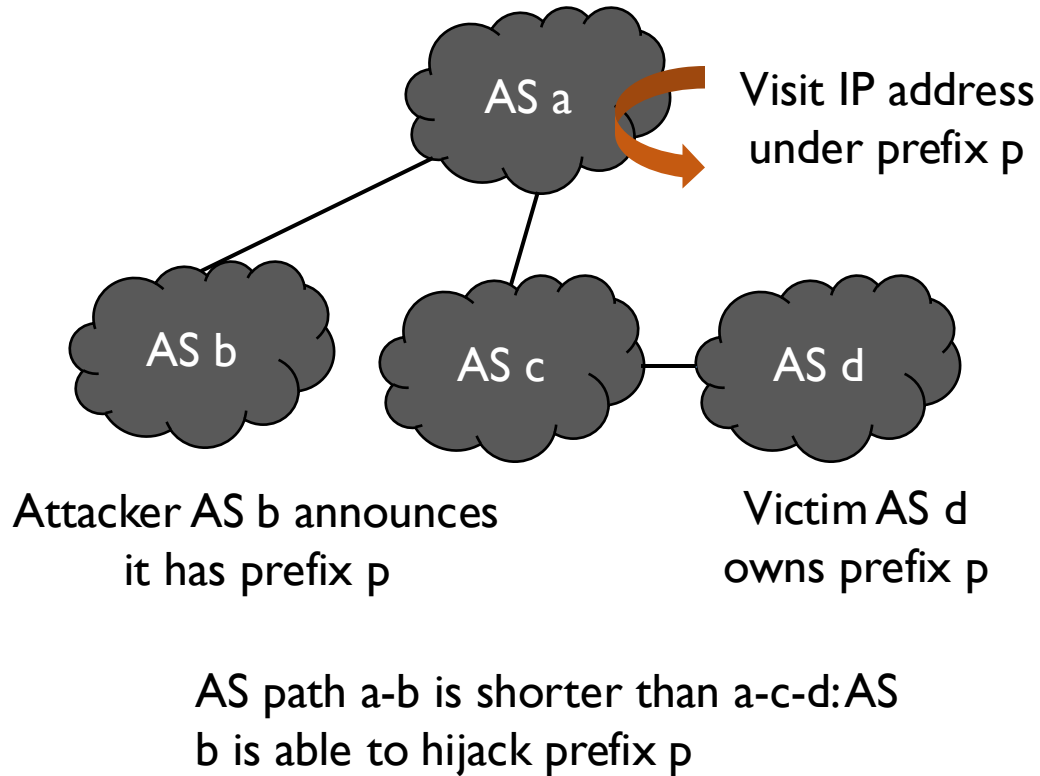 AS a
Visit IP address
under prefix p
AS b
AS c
AS d
Attacker AS b announces
it has prefix p
Victim AS d
owns prefix p
AS path a-b is shorter than a-c-d: AS
b is able to hijack prefix p